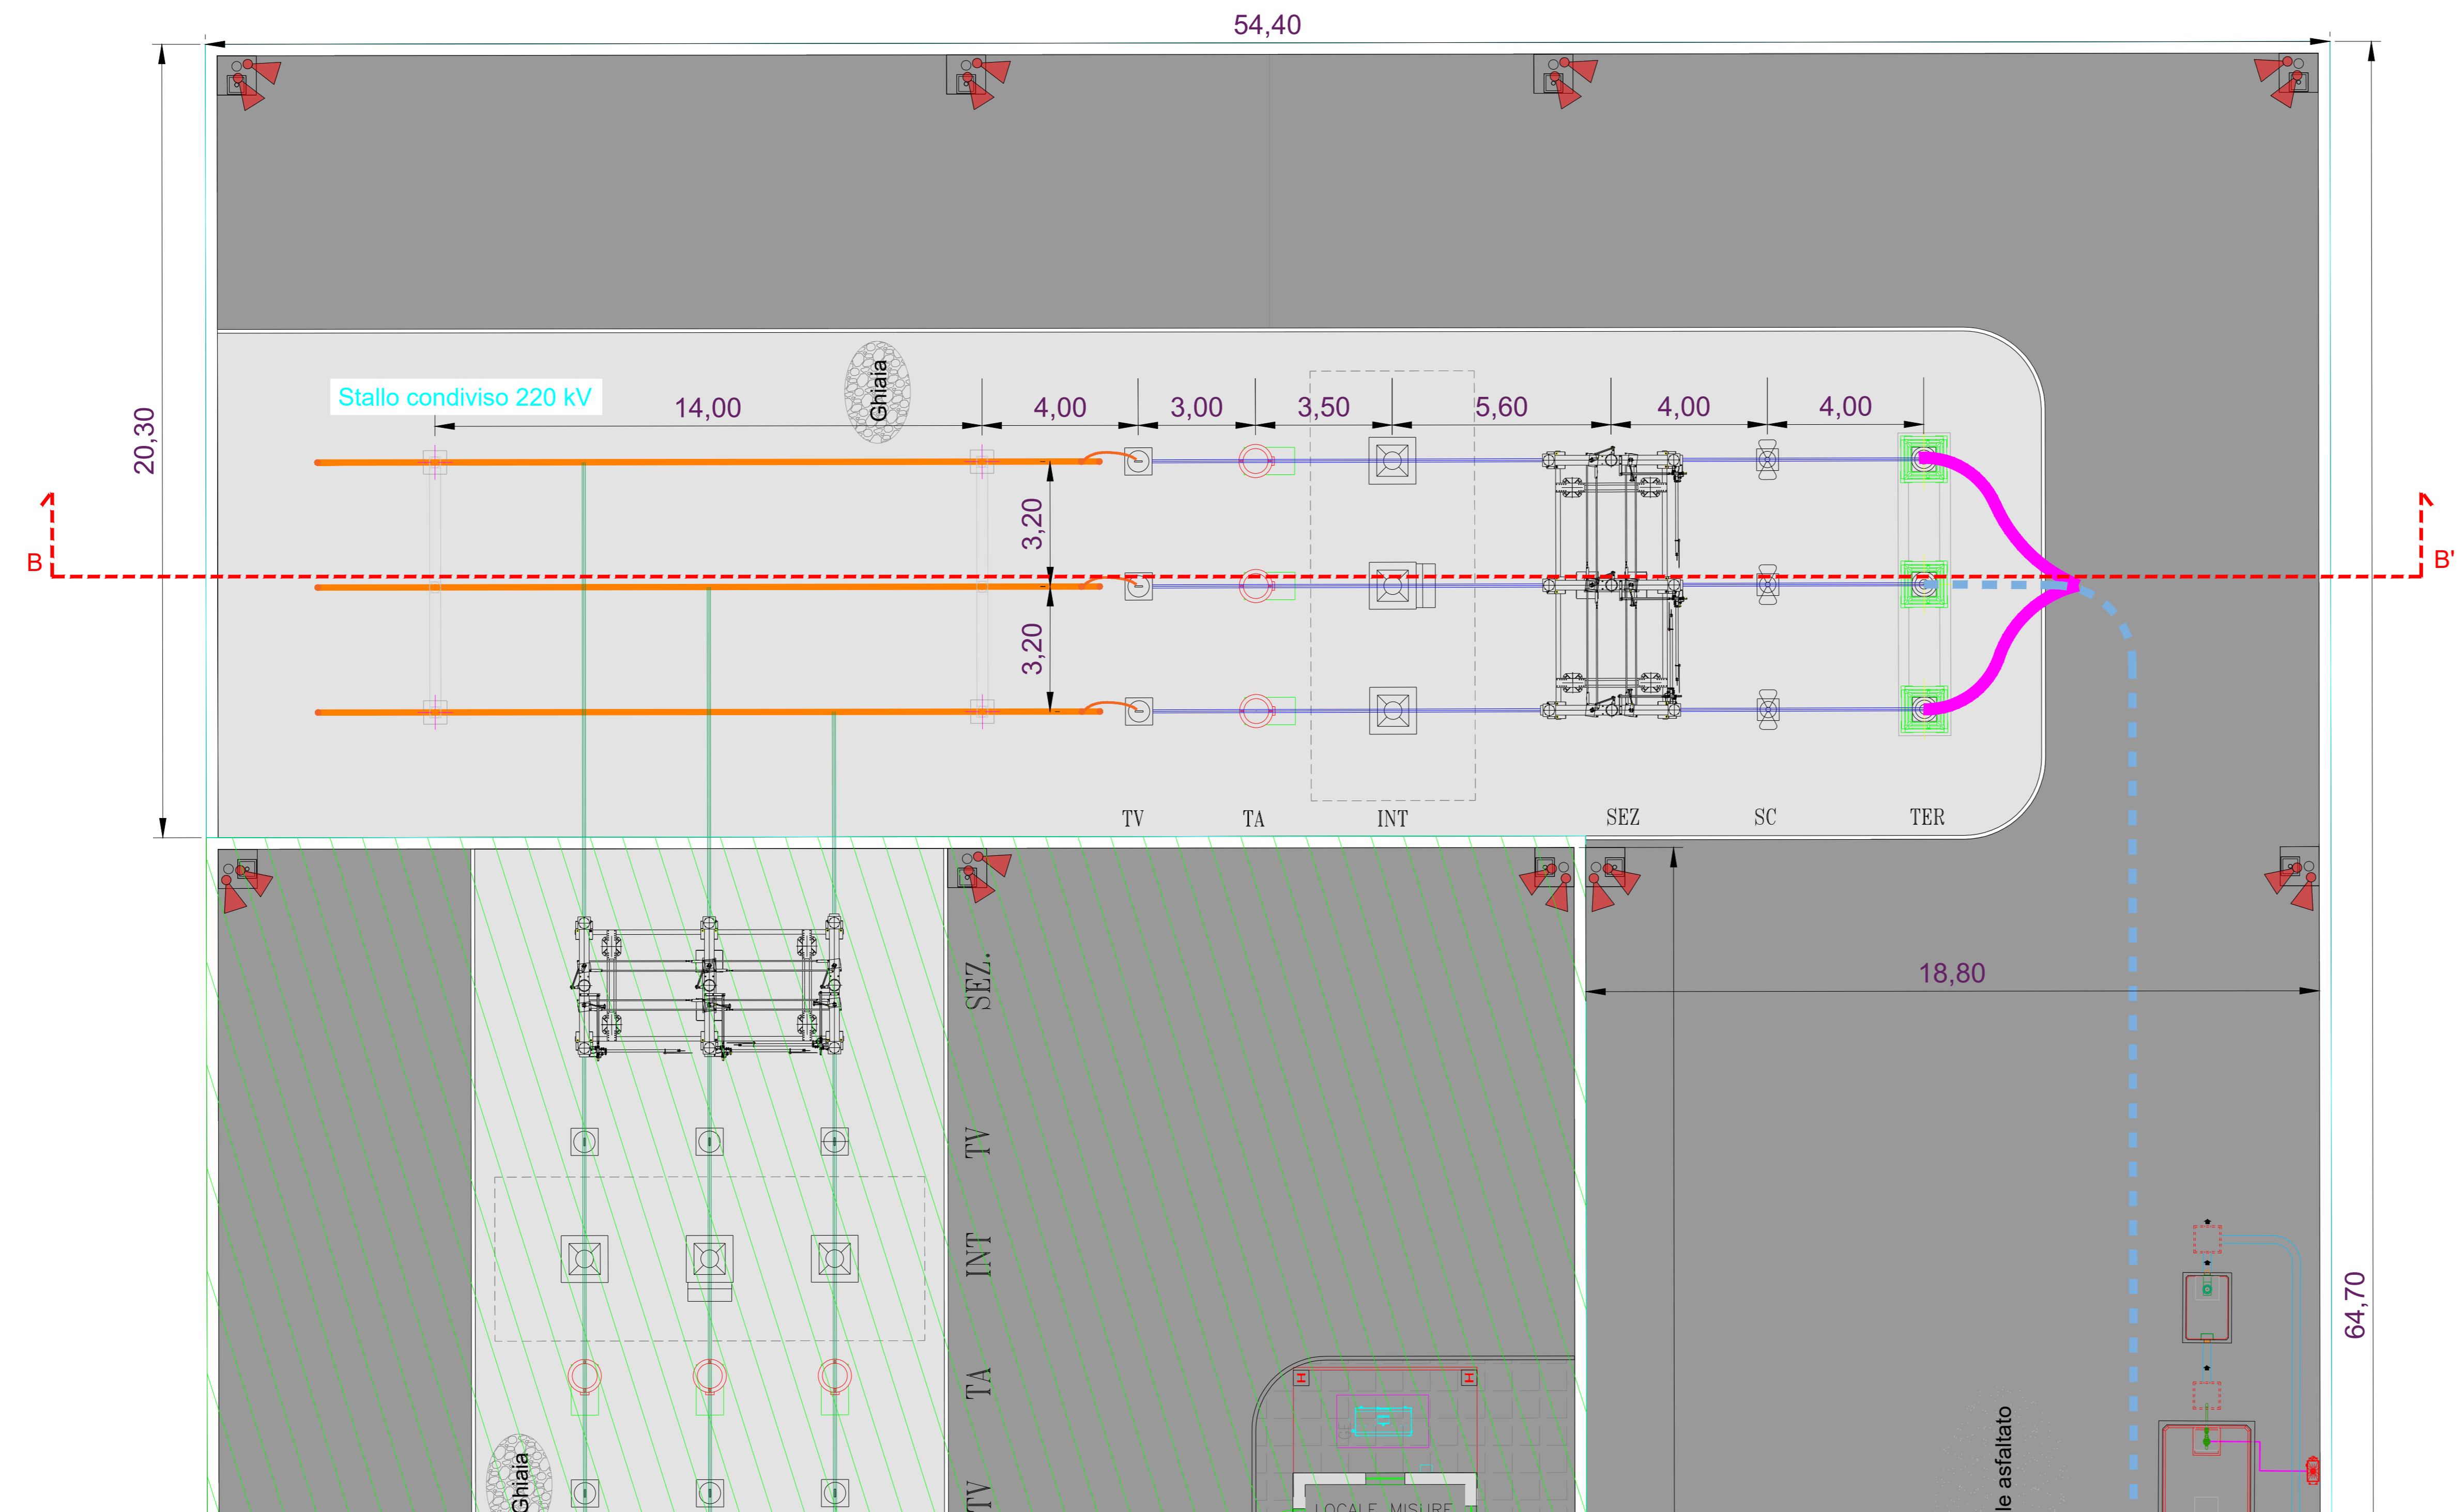 54,40
Stallo condiviso 220 kV
Ghiaia
14,00
4,00
3,00
3,50
5,60
4,00
4,00
20,30
3,20
3,20
B
B'
TV
TA
INT
SEZ
SC
TER
SEZ.
18,80
TV
INT
64,70
TA
H
H
Ghiaia
TV
le asfaltato
LOCALE MISURE